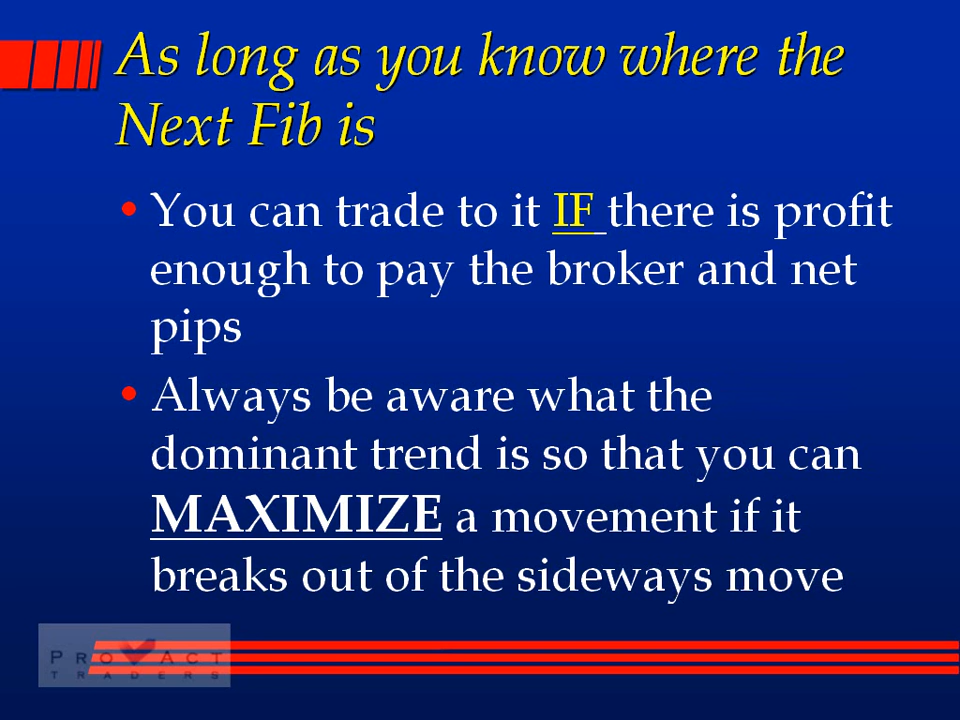 As long as you know where the
Next Fib is
• You can trade to it IF there is profit
enough to pay the broker and net
pips
• Always be aware what the
dominant trend is so that you can
MAXIMIZE a movement if it
breaks out of the sideways move
PRO ACT
TRADERS